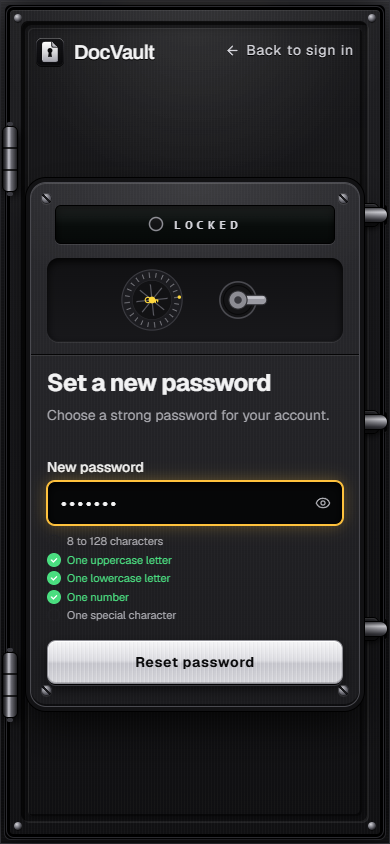 DocVault
← Back to sign in
LOCKED
Set a new password
Choose a strong password for your account.
New password
•••••••
8 to 128 characters
One uppercase letter
One lowercase letter
One number
One special character
Reset password